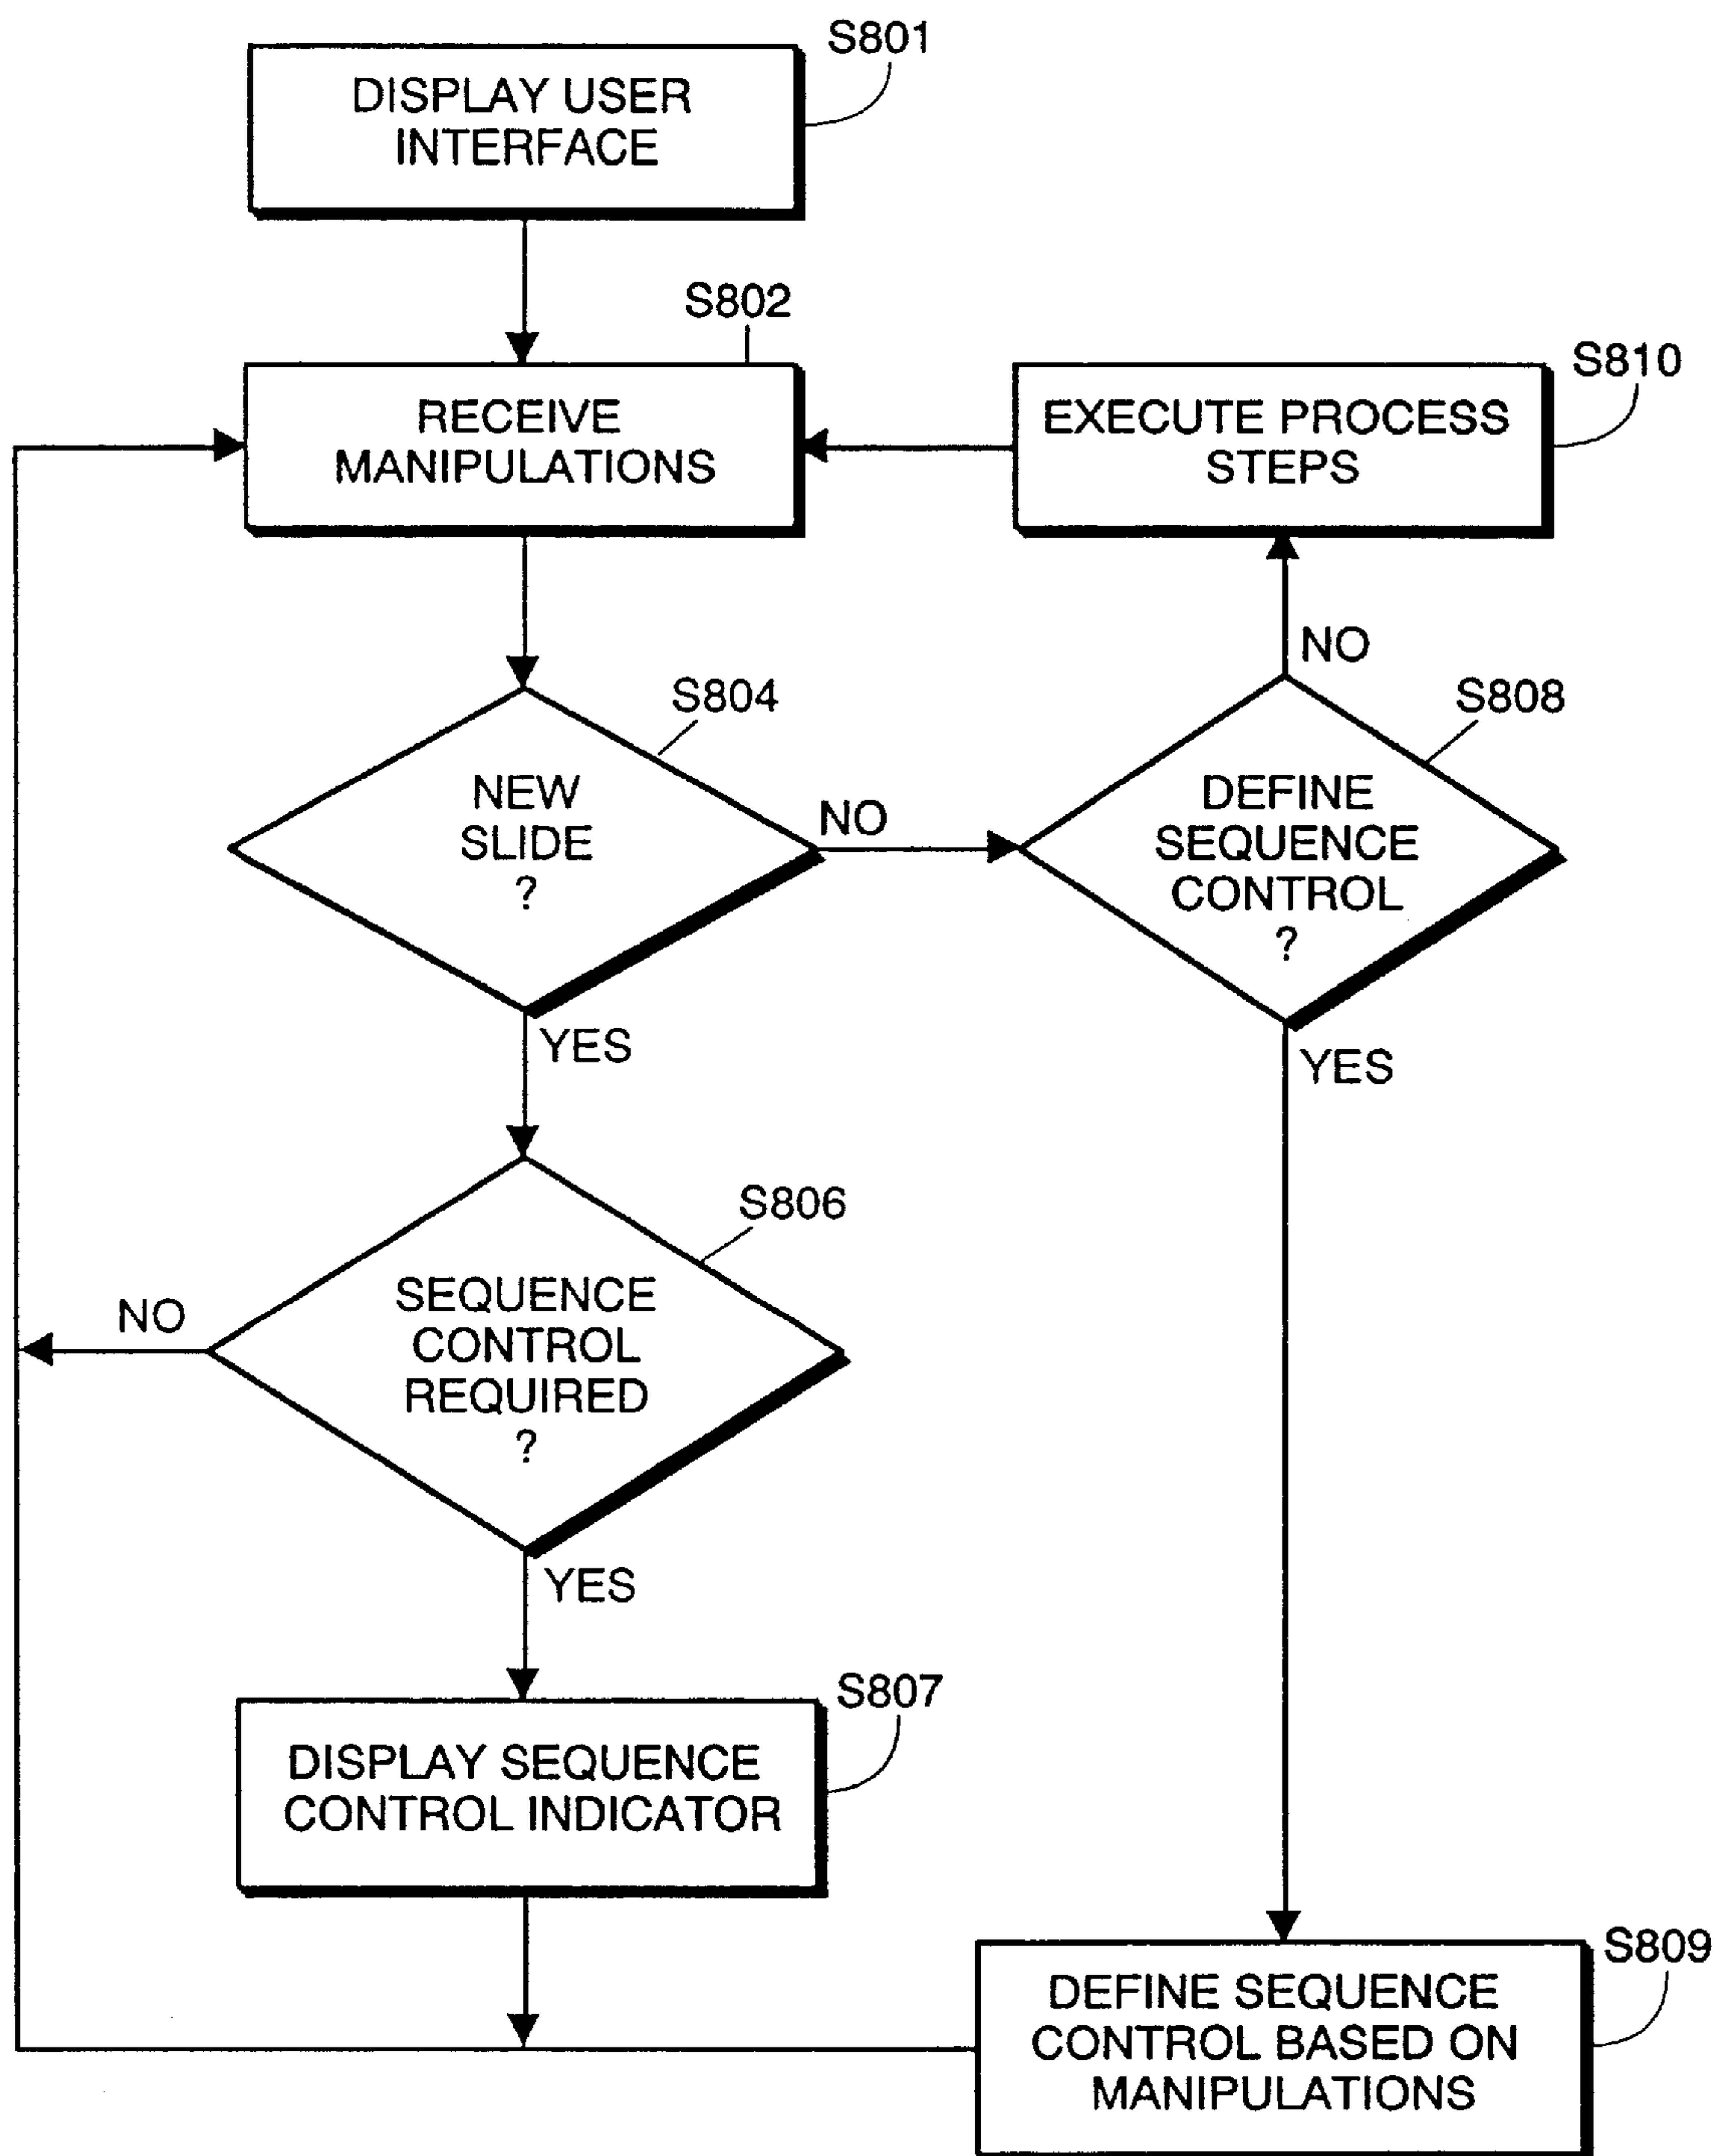 S801
DISPLAY USER
INTERFACE
S802
RECEIVE
MANIPULATIONS
S810
EXECUTE PROCESS
STEPS
S804
NEW
SLIDE
?
NO
YES
S808
DEFINE
SEQUENCE
CONTROL
?
NO
YES
S806
SEQUENCE
CONTROL
REQUIRED
?
NO
YES
S807
DISPLAY SEQUENCE
CONTROL INDICATOR
S809
DEFINE SEQUENCE
CONTROL BASED ON
MANIPULATIONS